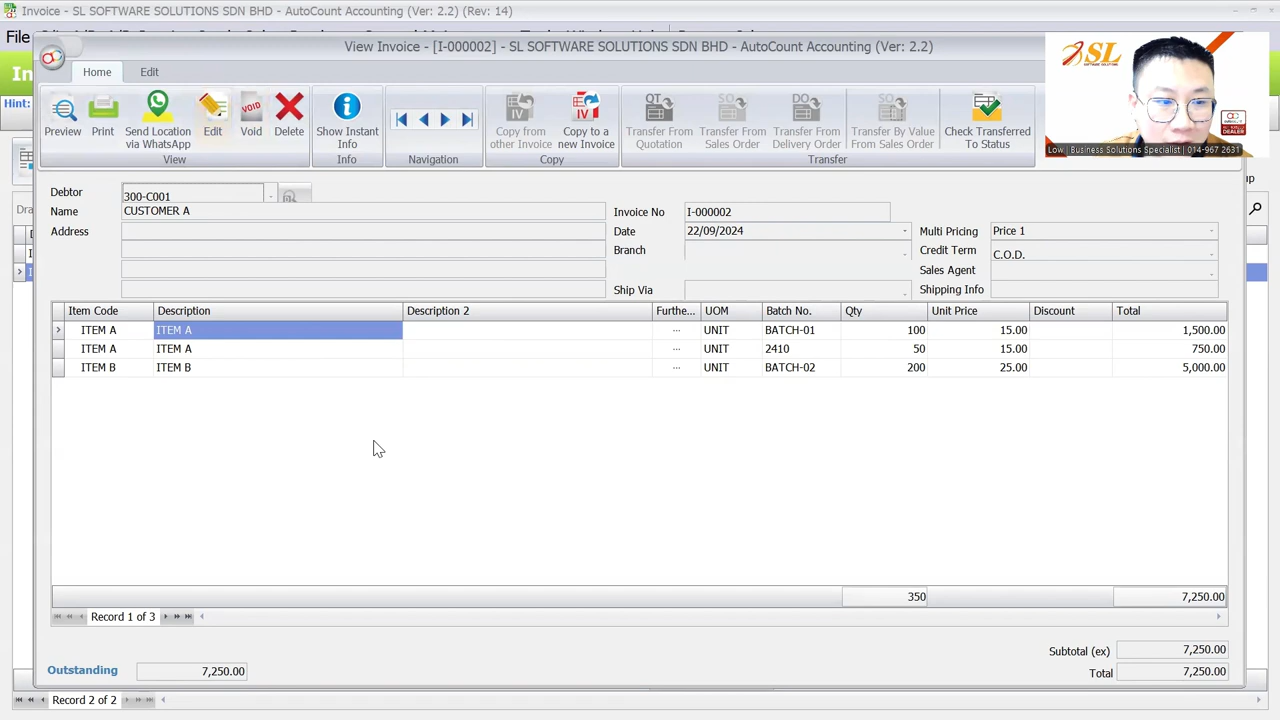 Invoice - SL SOFTWARE SOLUTIONS SDN BHD - AutoCount Accounting (Ver: 2.2) (Rev: 14)
File
View Invoice - [I-000002] - SL SOFTWARE SOLUTIONS SDN BHD - AutoCount Accounting (Ver: 2.2)
Home Edit
Hint:
Preview Print Send Location via WhatsApp Edit Void Delete Show Instant Info Copy to a new Invoice Transfer From Quotation Transfer From Sales Order Transfer From Transfer By Value From Sales Order To Status
VOID
View Info Navigation Copy Transfer
SL
SOFTWARE SOLUTIONS
Low | Business Solutions Specialist | 014-967 2631
Debtor 300-C001
Name CUSTOMER A Invoice No I-000002
Address Date 22/09/2024 Multi Pricing Price 1
Branch Credit Term C.O.D.
Sales Agent
Ship Via Shipping Info
Item Code Description Description 2 Furthe... UOM Batch No. Qty Unit Price Discount Total
ITEM A ITEM A ... UNIT BATCH-01 100 15.00 1,500.00
ITEM A ITEM A ... UNIT 2410 50 15.00 750.00
ITEM B ITEM B ... UNIT BATCH-02 200 25.00 5,000.00
350 7,250.00
Record 1 of 3
Subtotal (ex) 7,250.00
Outstanding 7,250.00 Total 7,250.00
Record 2 of 2